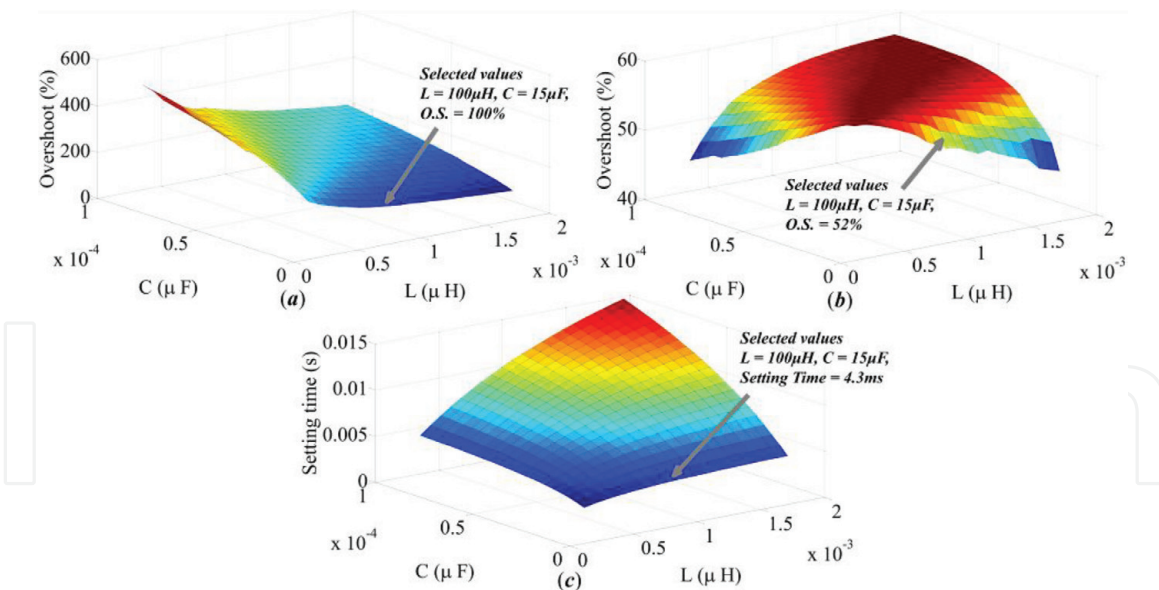 600
400
200
0
Overshoot (%)
Selected values
L = 100μH, C = 15μF,
O.S. = 100%
1
0.5
0
x 10⁻⁴
C (μ F)
0
0.5
1
1.5
2
x 10⁻³
L (μ H)
(a)
60
50
40
Overshoot (%)
Selected values
L = 100μH, C = 15μF,
O.S. = 52%
1
0.5
0
x 10⁻⁴
C (μ F)
0
0.5
1
1.5
2
x 10⁻³
L (μ H)
(b)
0.015
0.01
0.005
0
Setting time (s)
Selected values
L = 100μH, C = 15μF,
Setting Time = 4.3ms
1
0.5
0
x 10⁻⁴
C (μ F)
0
0.5
1
1.5
2
x 10⁻³
L (μ H)
(c)